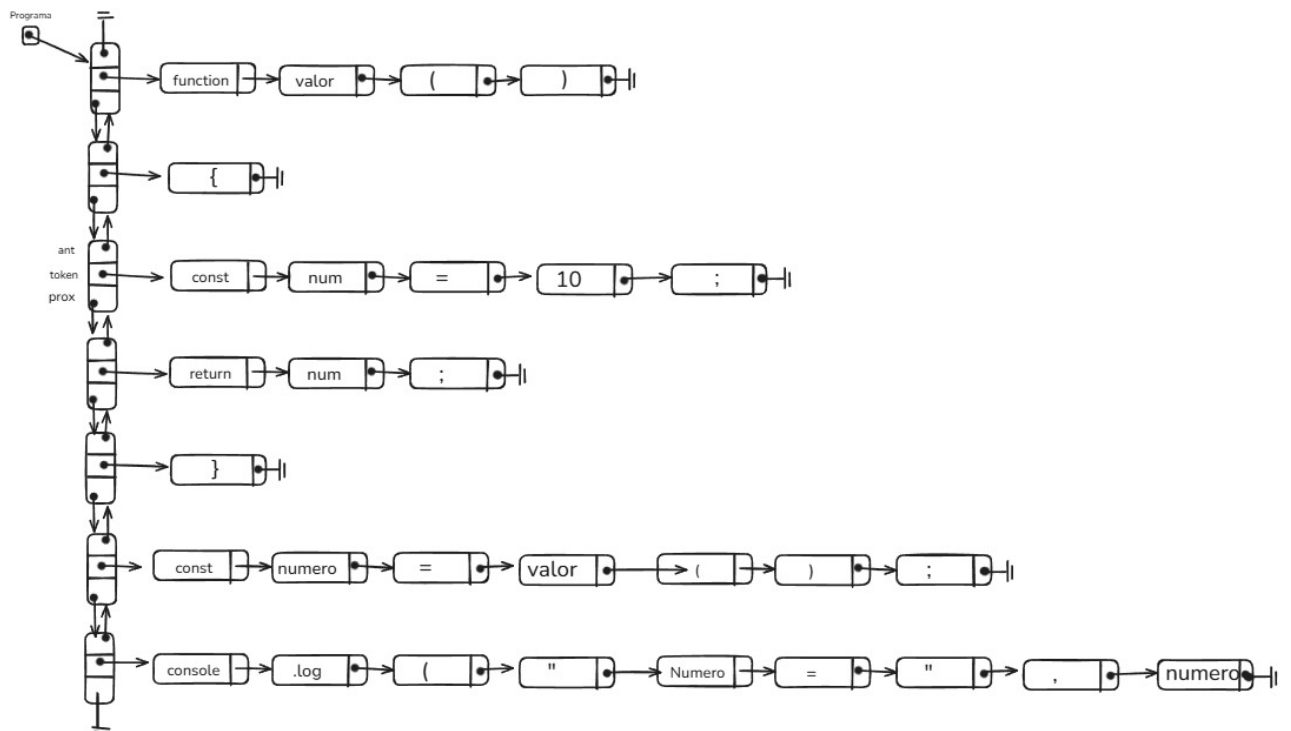 Programa
function valor ( )
{
ant
token
prox
const num = 10 ;
return num ;
}
const numero = valor ( ) ;
console .log ( " Numero = " , numero